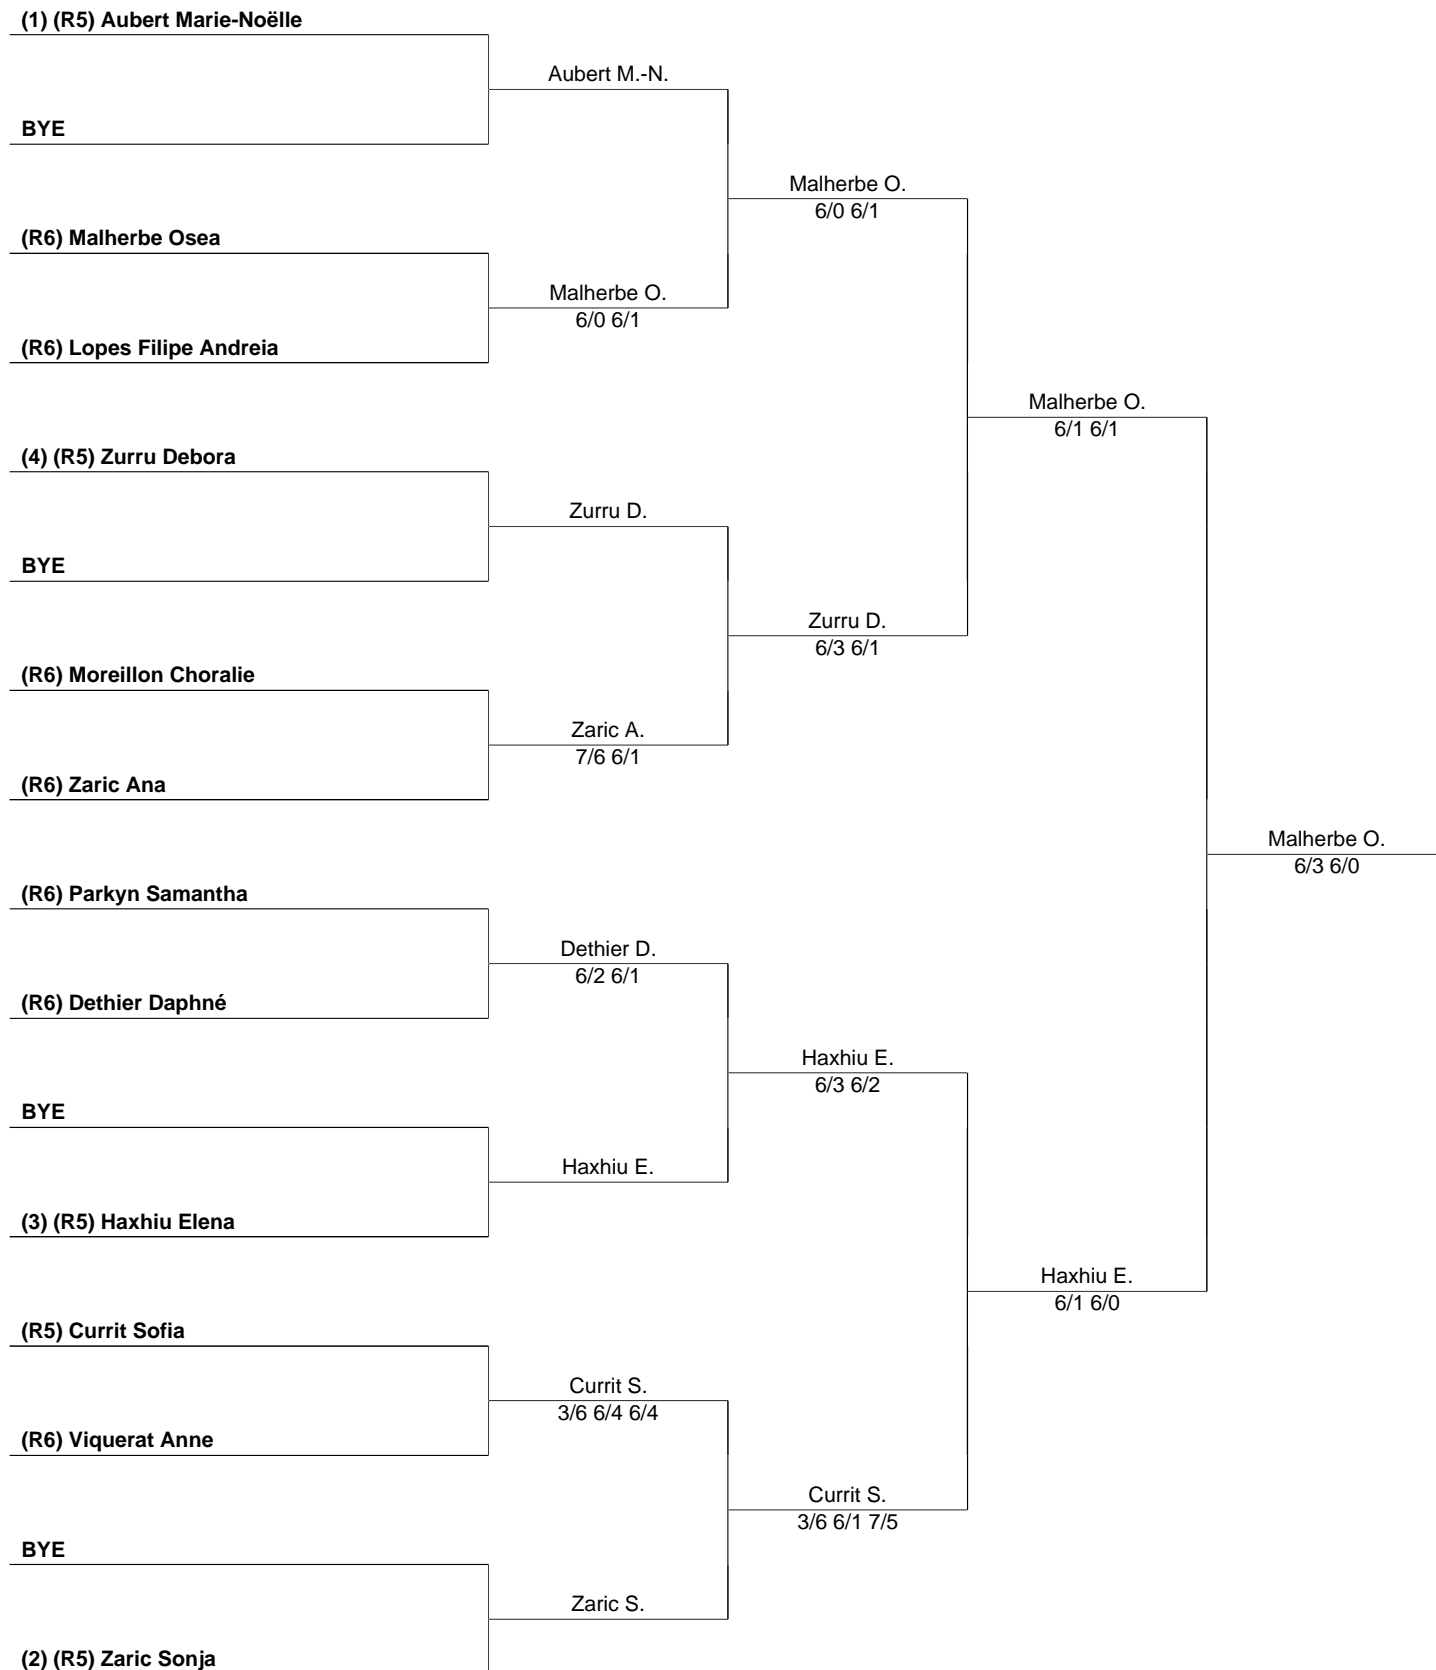 (1) (R5) Aubert Marie-Noëlle
Aubert M.-N.
BYE
Malherbe O.
6/0 6/1
(R6) Malherbe Osea
Malherbe O.
6/0 6/1
(R6) Lopes Filipe Andreia
Malherbe O.
6/1 6/1
(4) (R5) Zurru Debora
Zurru D.
BYE
Zurru D.
6/3 6/1
(R6) Moreillon Choralie
Zaric A.
7/6 6/1
(R6) Zaric Ana
Malherbe O.
6/3 6/0
(R6) Parkyn Samantha
Dethier D.
6/2 6/1
(R6) Dethier Daphné
Haxhiu E.
6/3 6/2
BYE
Haxhiu E.
(3) (R5) Haxhiu Elena
Haxhiu E.
6/1 6/0
(R5) Currit Sofia
Currit S.
3/6 6/4 6/4
(R6) Viquerat Anne
Currit S.
3/6 6/1 7/5
BYE
Zaric S.
(2) (R5) Zaric Sonja